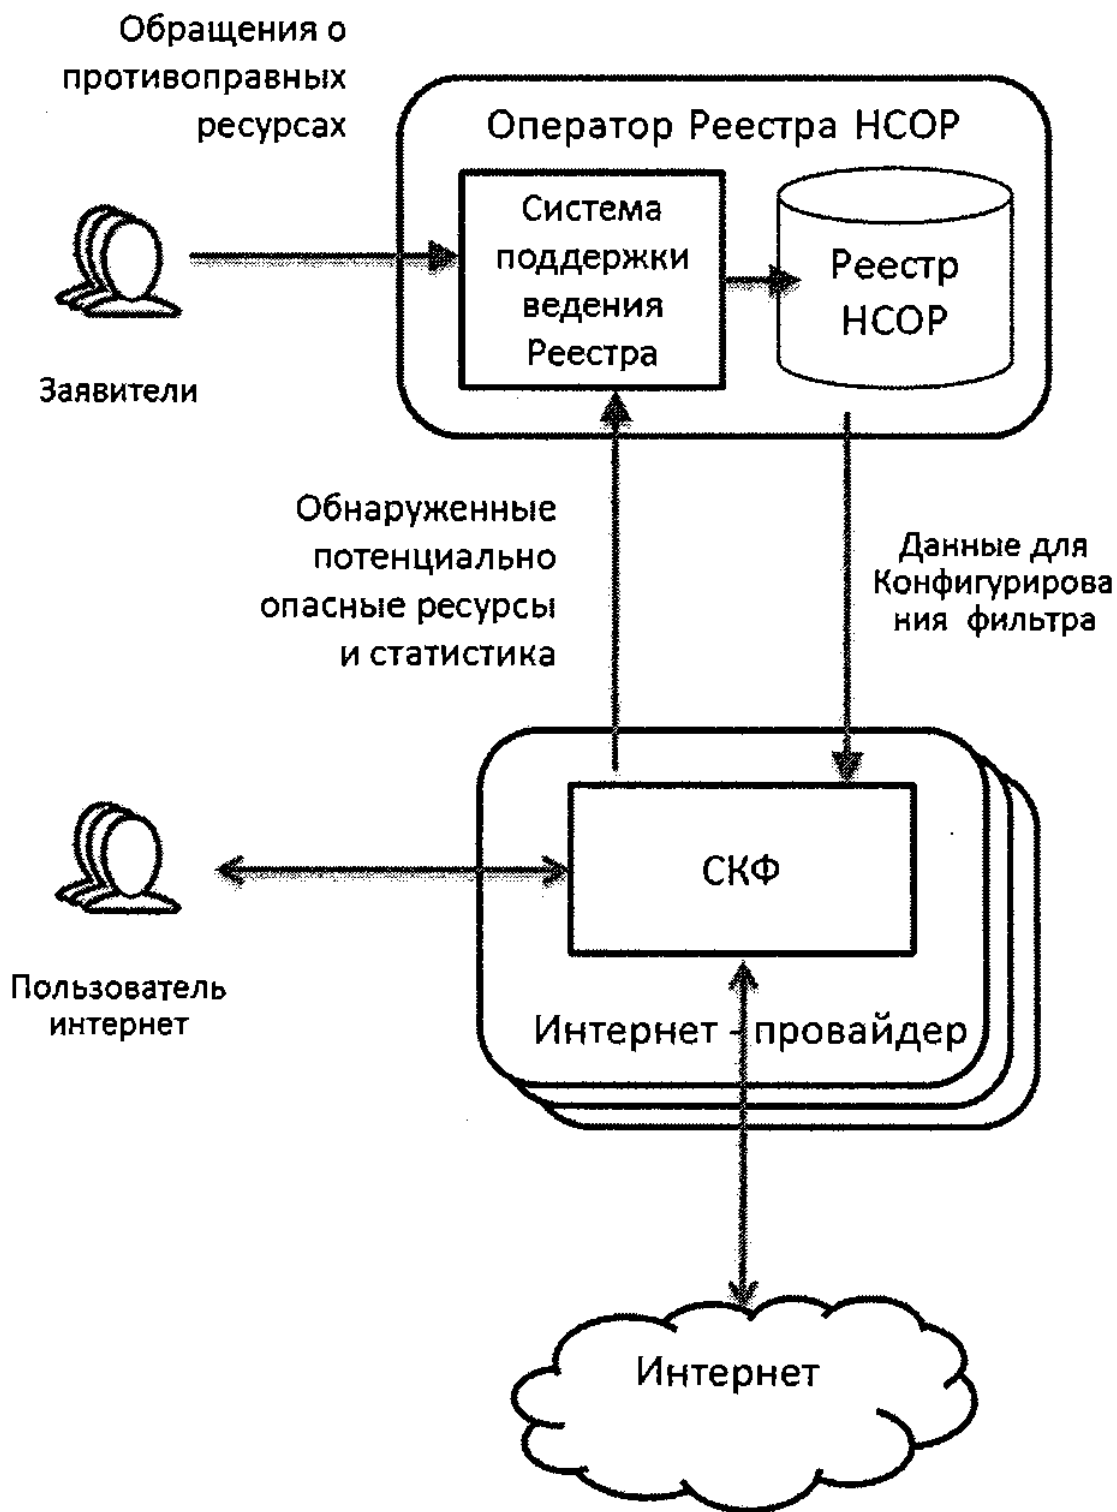 Обращения о
противоправных
ресурсах
Оператор Реестра НСОР
Система
поддержки
ведения
Реестра
Реестр
НСОР
Заявители
Обнаруженные
потенциально
опасные ресурсы
и статистика
Данные для
Конфигурирова
ния фильтра
СКФ
Пользователь
интернет
Интернет - провайдер
Интернет